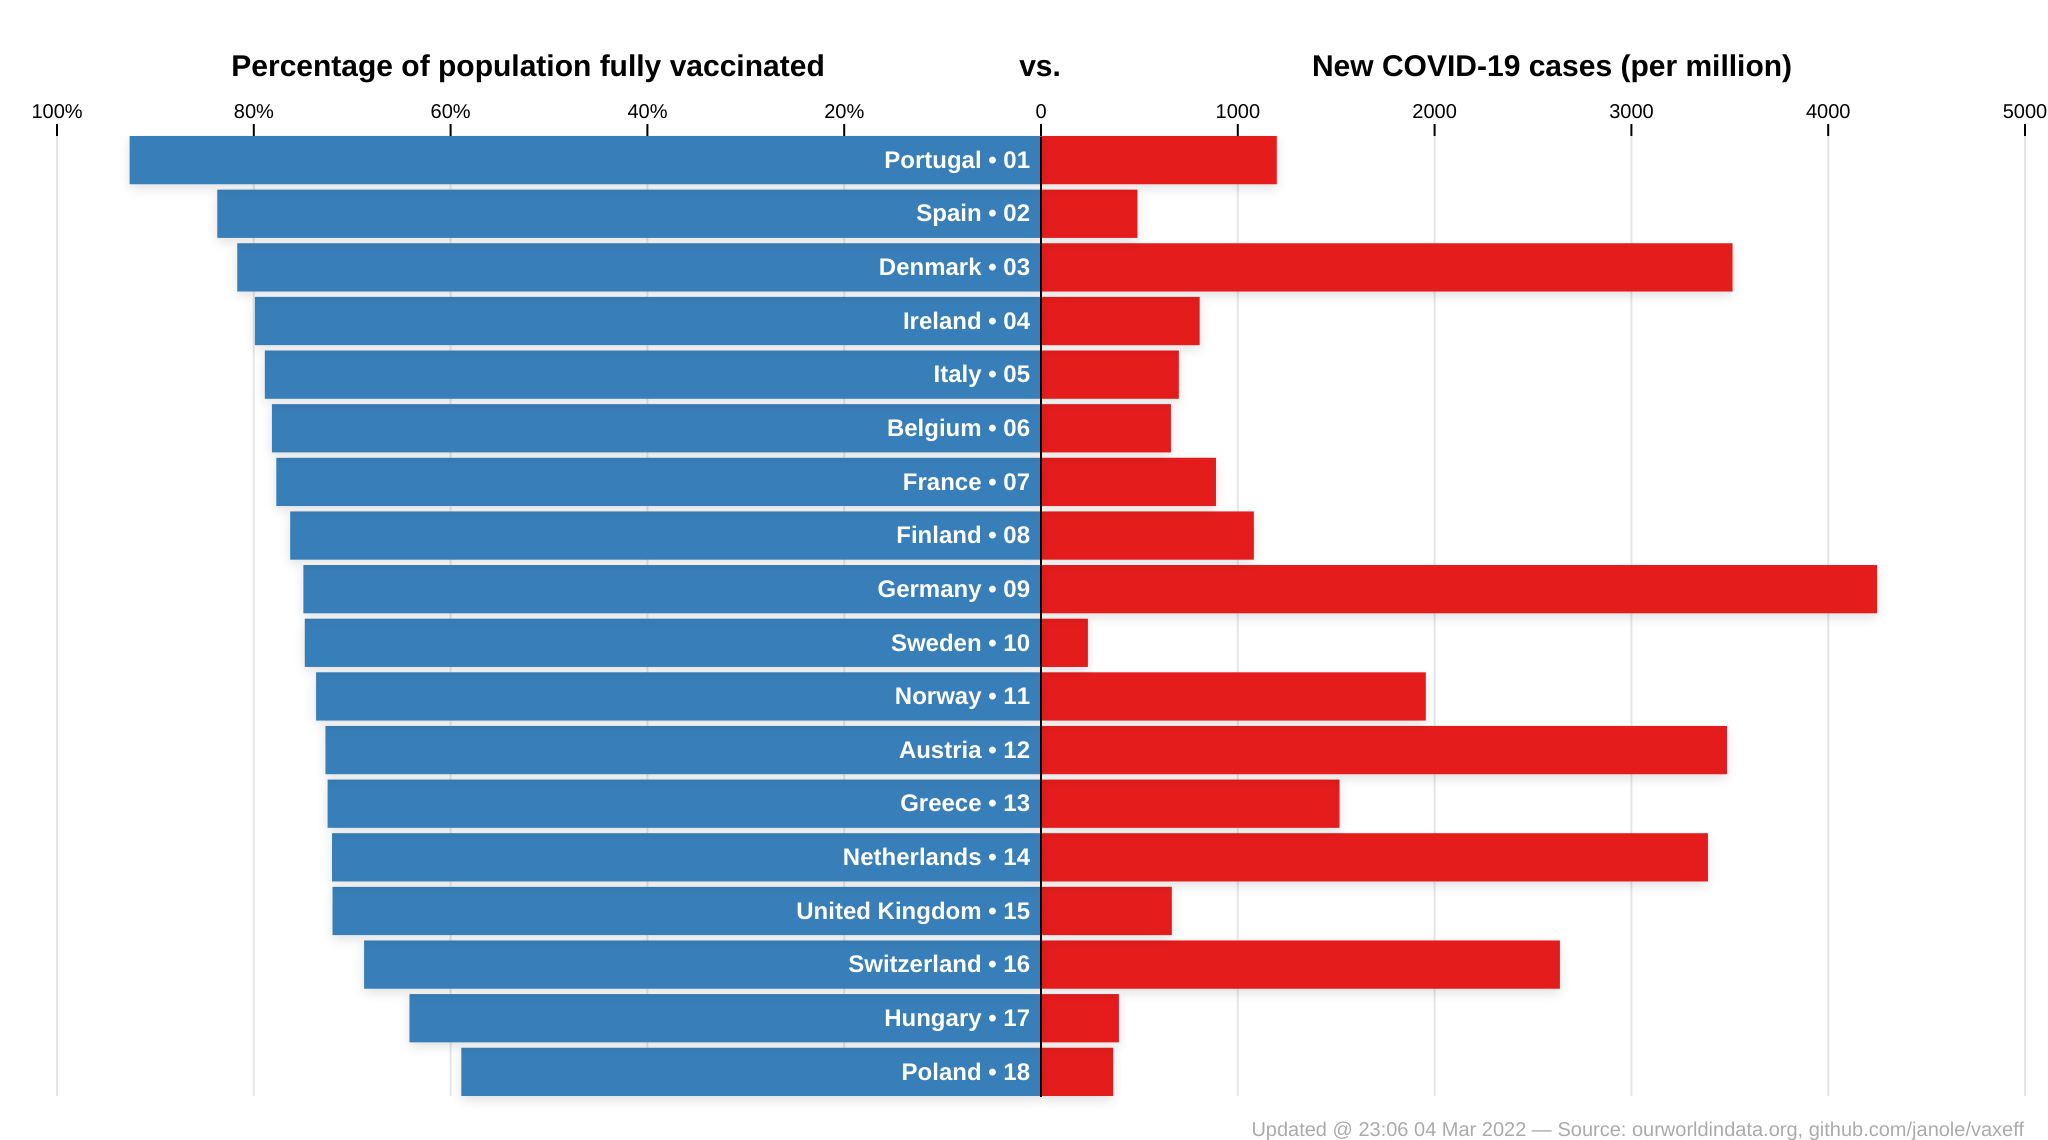 Percentage of population fully vaccinated vs. New COVID-19 cases (per million)
100% 80% 60% 40% 20% 0 1000 2000 3000 4000 5000
Portugal • 01
Spain • 02
Denmark • 03
Ireland • 04
Italy • 05
Belgium • 06
France • 07
Finland • 08
Germany • 09
Sweden • 10
Norway • 11
Austria • 12
Greece • 13
Netherlands • 14
United Kingdom • 15
Switzerland • 16
Hungary • 17
Poland • 18
Updated @ 23:06 04 Mar 2022 — Source: ourworldindata.org, github.com/janole/vaxeff